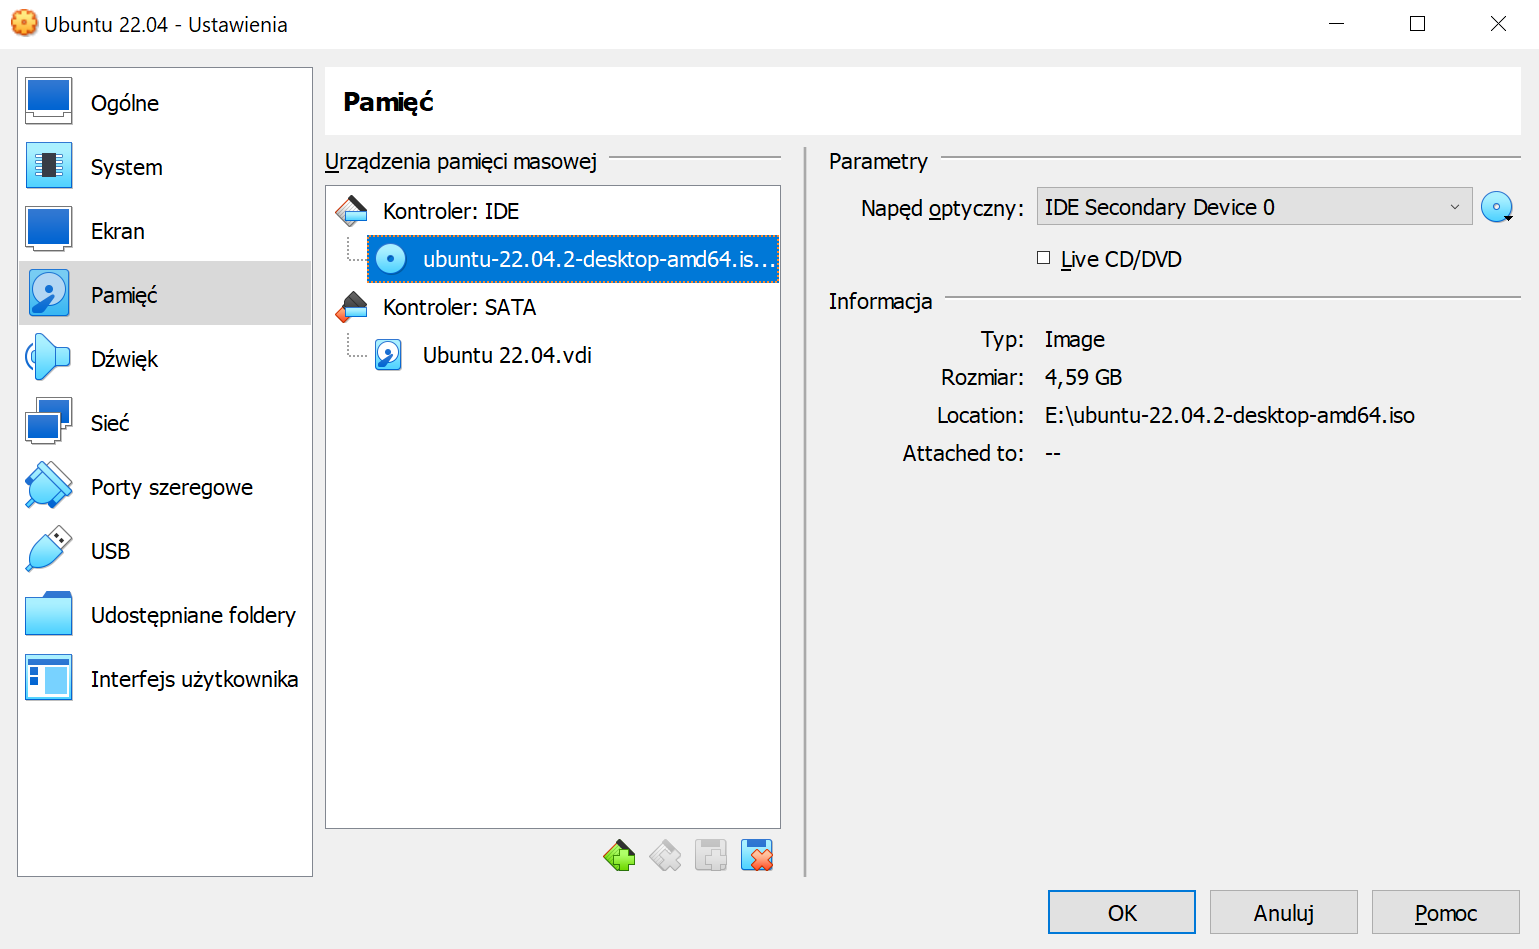 Ubuntu 22.04 - Ustawienia
Ogólne
System
Ekran
Pamięć
Dźwięk
Sieć
Porty szeregowe
USB
Udostępniane foldery
Interfejs użytkownika
Pamięć
Urządzenia pamięci masowej
Kontroler: IDE
ubuntu-22.04.2-desktop-amd64.is...
Kontroler: SATA
Ubuntu 22.04.vdi
Parametry
Napęd optyczny: IDE Secondary Device 0
Live CD/DVD
Informacja
Typ: Image
Rozmiar: 4,59 GB
Location: E:\ubuntu-22.04.2-desktop-amd64.iso
Attached to: --
OK Anuluj Pomoc